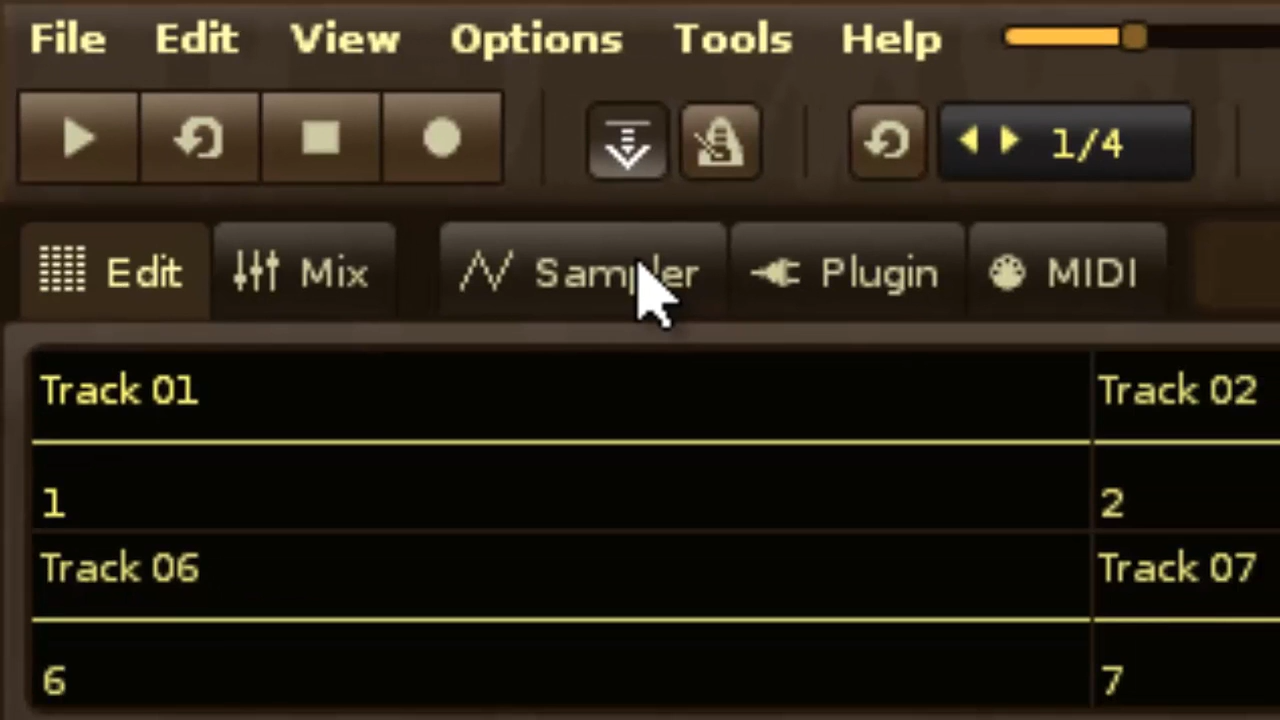 File Edit View Options Tools Help
1/4
Edit Mix Sampler Plugin MIDI
Track 01 Track 02
1 2
Track 06 Track 07
6 7